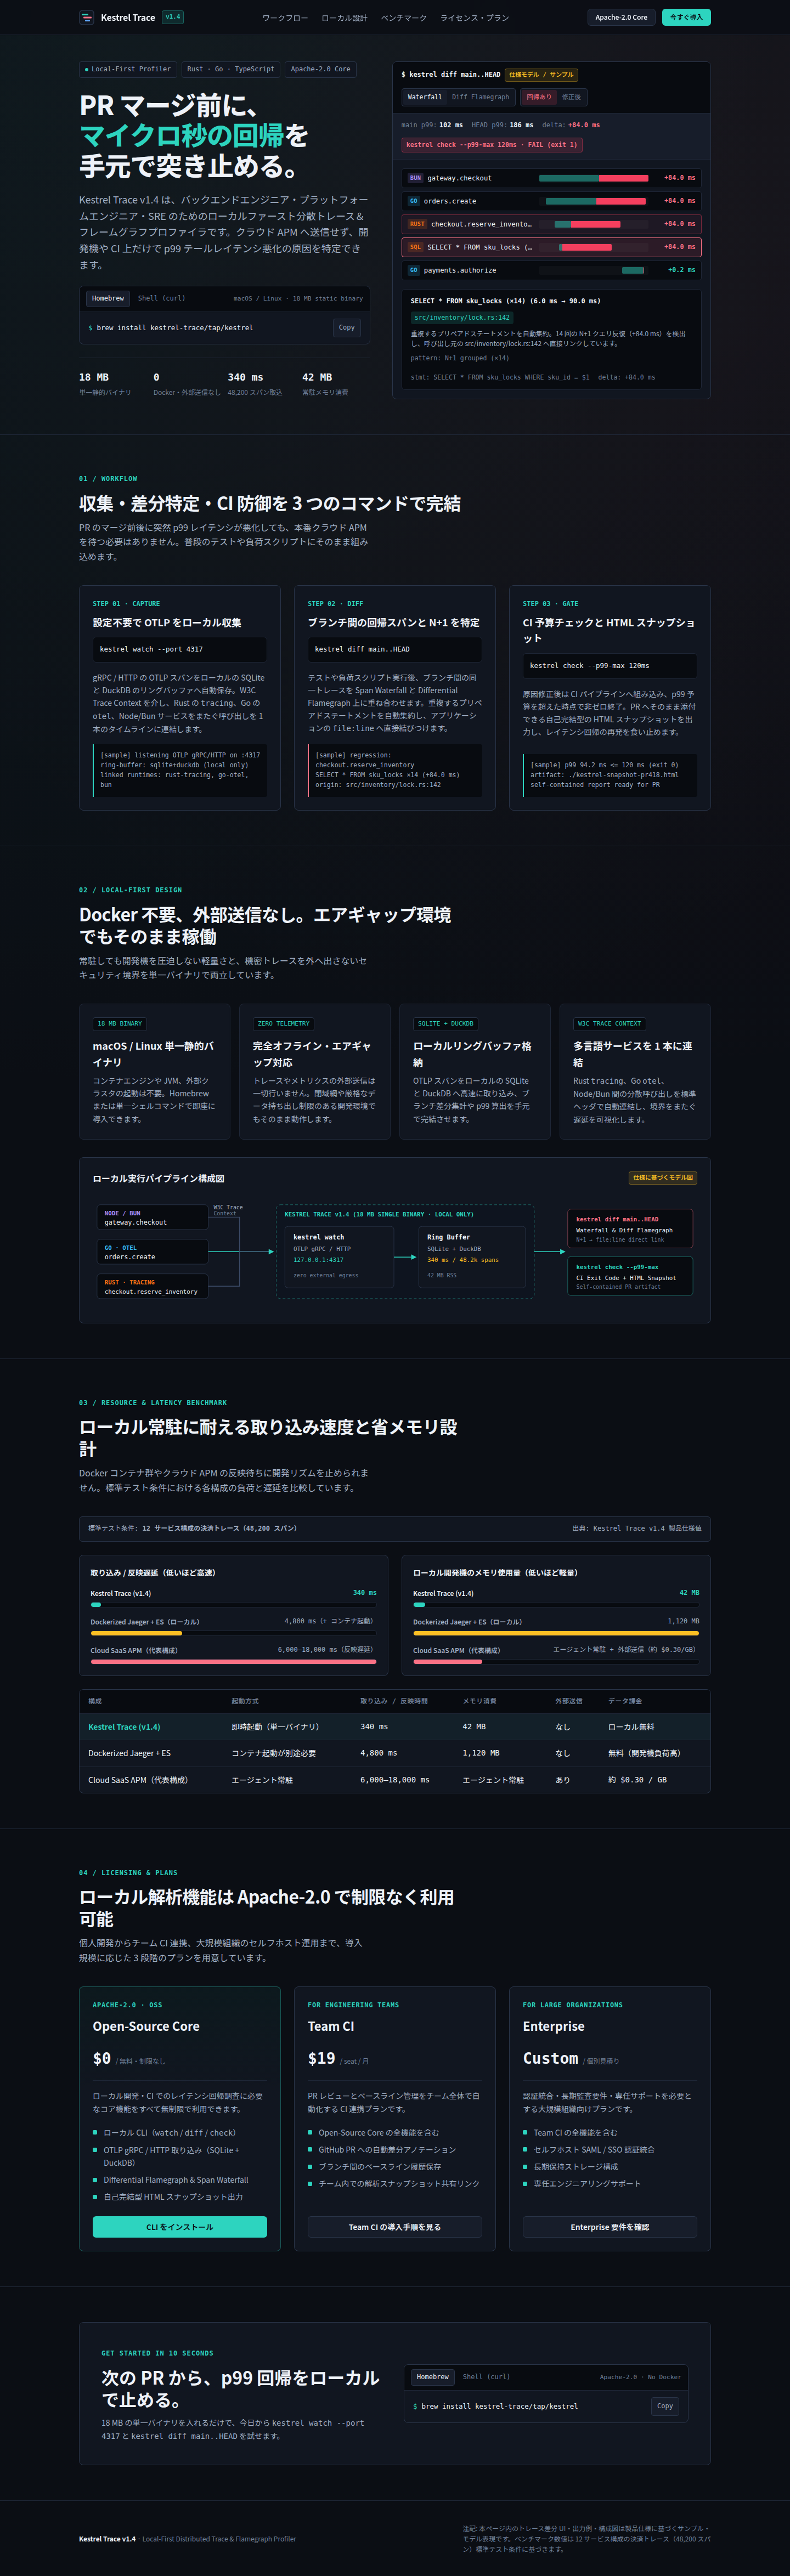 Kestrel Trace v1.4
ワークフロー ローカル設計 ベンチマーク ライセンス・プラン
Apache-2.0 Core 今すぐ導入
Local-First Profiler Rust · Go · TypeScript Apache-2.0 Core
PR マージ前に、
マイクロ秒の回帰を
手元で突き止める。
Kestrel Trace v1.4 は、バックエンドエンジニア・プラットフォー
ムエンジニア・SRE のためのローカルファースト分散トレース＆
フレームグラフプロファイラです。クラウド APM へ送信せず、開
発機や CI 上だけで p99 テールレイテンシ悪化の原因を特定でき
ます。
Homebrew Shell (curl) macOS / Linux · 18 MB static binary
$ brew install kestrel-trace/tap/kestrel Copy
18 MB 0 340 ms 42 MB
単一静的バイナリ Docker・外部送信なし 48,200 スパン取込 常駐メモリ消費
$ kestrel diff main..HEAD 仕様モデル / サンプル
Waterfall Diff Flamegraph 回帰あり 修正後
main p99: 102 ms HEAD p99: 186 ms delta: +84.0 ms
kestrel check --p99-max 120ms · FAIL (exit 1)
BUN gateway.checkout +84.0 ms
GO orders.create +84.0 ms
RUST checkout.reserve_invento… +84.0 ms
SQL SELECT * FROM sku_locks (… +84.0 ms
GO payments.authorize +0.2 ms
SELECT * FROM sku_locks (×14) (6.0 ms → 90.0 ms)
src/inventory/lock.rs:142
重複するプリペアドステートメントを自動集約。14 回の N+1 クエリ反復（+84.0 ms）を検出
し、呼び出し元の src/inventory/lock.rs:142 へ直接リンクしています。
pattern: N+1 grouped (×14)
stmt: SELECT * FROM sku_locks WHERE sku_id = $1 delta: +84.0 ms
01 / WORKFLOW
収集・差分特定・CI 防御を 3 つのコマンドで完結
PR のマージ前後に突然 p99 レイテンシが悪化しても、本番クラウド APM
を待つ必要はありません。普段のテストや負荷スクリプトにそのまま組み
込めます。
STEP 01 · CAPTURE
設定不要で OTLP をローカル収集
kestrel watch --port 4317
gRPC / HTTP の OTLP スパンをローカルの SQLite
と DuckDB のリングバッファへ自動保存。W3C
Trace Context を介し、Rust の tracing、Go の
otel、Node/Bun サービスをまたぐ呼び出しを 1
本のタイムラインに連結します。
[sample] listening OTLP gRPC/HTTP on :4317
ring-buffer: sqlite+duckdb (local only)
linked runtimes: rust-tracing, go-otel,
bun
STEP 02 · DIFF
ブランチ間の回帰スパンと N+1 を特定
kestrel diff main..HEAD
テストや負荷スクリプト実行後、ブランチ間の同
一トレースを Span Waterfall と Differential
Flamegraph 上に重ね合わせます。重複するプリペ
アドステートメントを自動集約し、アプリケーシ
ョンの file:line へ直接結びつけます。
[sample] regression:
checkout.reserve_inventory
SELECT * FROM sku_locks ×14 (+84.0 ms)
origin: src/inventory/lock.rs:142
STEP 03 · GATE
CI 予算チェックと HTML スナップショ
ット
kestrel check --p99-max 120ms
原因修正後は CI パイプラインへ組み込み、p99 予
算を超えた時点で非ゼロ終了。PR へそのまま添付
できる自己完結型の HTML スナップショットを出
力し、レイテンシ回帰の再発を食い止めます。
[sample] p99 94.2 ms <= 120 ms (exit 0)
artifact: ./kestrel-snapshot-pr418.html
self-contained report ready for PR
02 / LOCAL-FIRST DESIGN
Docker 不要、外部送信なし。エアギャップ環境
でもそのまま稼働
常駐しても開発機を圧迫しない軽量さと、機密トレースを外へ出さないセ
キュリティ境界を単一バイナリで両立しています。
18 MB BINARY
macOS / Linux 単一静的バ
イナリ
コンテナエンジンや JVM、外部ク
ラスタの起動は不要。Homebrew
または単一シェルコマンドで即座に
導入できます。
ZERO TELEMETRY
完全オフライン・エアギャ
ップ対応
トレースやメトリクスの外部送信は
一切行いません。閉域網や厳格なデ
ータ持ち出し制限のある開発環境で
もそのまま動作します。
SQLITE + DUCKDB
ローカルリングバッファ格
納
OTLP スパンをローカルの SQLite
と DuckDB へ高速に取り込み、ブ
ランチ差分集計や p99 算出を手元
で完結させます。
W3C TRACE CONTEXT
多言語サービスを 1 本に連
結
Rust tracing、Go otel、
Node/Bun 間の分散呼び出しを標準
ヘッダで自動連結し、境界をまたぐ
遅延を可視化します。
ローカル実行パイプライン構成図 仕様に基づくモデル図
NODE / BUN
gateway.checkout
GO · OTEL
orders.create
RUST · TRACING
checkout.reserve_inventory
W3C Trace
Context
KESTREL TRACE v1.4 (18 MB SINGLE BINARY · LOCAL ONLY)
kestrel watch
OTLP gRPC / HTTP
127.0.0.1:4317
zero external egress
Ring Buffer
SQLite + DuckDB
340 ms / 48.2k spans
42 MB RSS
kestrel diff main..HEAD
Waterfall & Diff Flamegraph
N+1 → file:line direct link
kestrel check --p99-max
CI Exit Code + HTML Snapshot
Self-contained PR artifact
03 / RESOURCE & LATENCY BENCHMARK
ローカル常駐に耐える取り込み速度と省メモリ設
計
Docker コンテナ群やクラウド APM の反映待ちに開発リズムを止められま
せん。標準テスト条件における各構成の負荷と遅延を比較しています。
標準テスト条件: 12 サービス構成の決済トレース（48,200 スパン） 出典: Kestrel Trace v1.4 製品仕様値
取り込み / 反映遅延（低いほど高速）
Kestrel Trace (v1.4) 340 ms
Dockerized Jaeger + ES（ローカル） 4,800 ms（+ コンテナ起動）
Cloud SaaS APM（代表構成） 6,000–18,000 ms（反映遅延）
ローカル開発機のメモリ使用量（低いほど軽量）
Kestrel Trace (v1.4) 42 MB
Dockerized Jaeger + ES（ローカル） 1,120 MB
Cloud SaaS APM（代表構成） エージェント常駐 + 外部送信（約 $0.30/GB）
構成 起動方式 取り込み / 反映時間 メモリ消費 外部送信 データ課金
Kestrel Trace (v1.4) 即時起動（単一バイナリ） 340 ms 42 MB なし ローカル無料
Dockerized Jaeger + ES コンテナ起動が別途必要 4,800 ms 1,120 MB なし 無料（開発機負荷高）
Cloud SaaS APM（代表構成） エージェント常駐 6,000–18,000 ms エージェント常駐 あり 約 $0.30 / GB
04 / LICENSING & PLANS
ローカル解析機能は Apache-2.0 で制限なく利用
可能
個人開発からチーム CI 連携、大規模組織のセルフホスト運用まで、導入
規模に応じた 3 段階のプランを用意しています。
APACHE-2.0 · OSS
Open-Source Core
$0 / 無料・制限なし
ローカル開発・CI でのレイテンシ回帰調査に必要
なコア機能をすべて無制限で利用できます。
ローカル CLI（watch / diff / check）
OTLP gRPC / HTTP 取り込み（SQLite +
DuckDB）
Differential Flamegraph & Span Waterfall
自己完結型 HTML スナップショット出力
CLI をインストール
FOR ENGINEERING TEAMS
Team CI
$19 / seat / 月
PR レビューとベースライン管理をチーム全体で自
動化する CI 連携プランです。
Open-Source Core の全機能を含む
GitHub PR への自動差分アノテーション
ブランチ間のベースライン履歴保存
チーム内での解析スナップショット共有リンク
Team CI の導入手順を見る
FOR LARGE ORGANIZATIONS
Enterprise
Custom / 個別見積り
認証統合・長期監査要件・専任サポートを必要と
する大規模組織向けプランです。
Team CI の全機能を含む
セルフホスト SAML / SSO 認証統合
長期保持ストレージ構成
専任エンジニアリングサポート
Enterprise 要件を確認
GET STARTED IN 10 SECONDS
次の PR から、p99 回帰をローカル
で止める。
18 MB の単一バイナリを入れるだけで、今日から kestrel watch --port
4317 と kestrel diff main..HEAD を試せます。
Homebrew Shell (curl) Apache-2.0 · No Docker
$ brew install kestrel-trace/tap/kestrel Copy
Kestrel Trace v1.4 · Local-First Distributed Trace & Flamegraph Profiler
注記: 本ページ内のトレース差分 UI・出力例・構成図は製品仕様に基づくサンプル・
モデル表現です。ベンチマーク数値は 12 サービス構成の決済トレース（48,200 スパ
ン）標準テスト条件に基づきます。